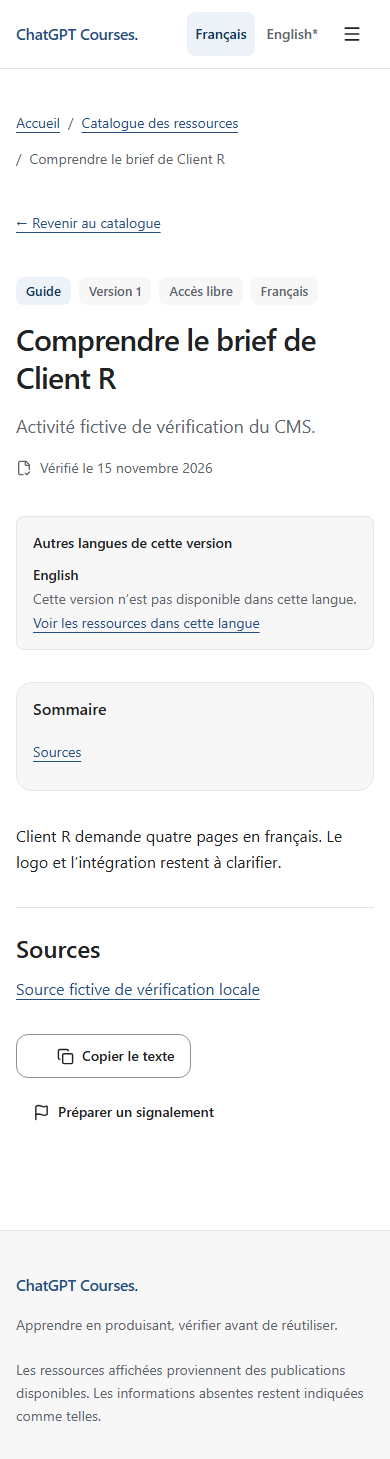 ChatGPT Courses.
Français
English*
Accueil / Catalogue des ressources
/ Comprendre le brief de Client R
← Revenir au catalogue
Guide
Version 1
Accès libre
Français
Comprendre le brief de
Client R
Activité fictive de vérification du CMS.
Vérifié le 15 novembre 2026
Autres langues de cette version
English
Cette version n’est pas disponible dans cette langue.
Voir les ressources dans cette langue
Sommaire
Sources
Client R demande quatre pages en français. Le
logo et l’intégration restent à clarifier.
Sources
Source fictive de vérification locale
Copier le texte
Préparer un signalement
ChatGPT Courses.
Apprendre en produisant, vérifier avant de réutiliser.
Les ressources affichées proviennent des publications
disponibles. Les informations absentes restent indiquées
comme telles.